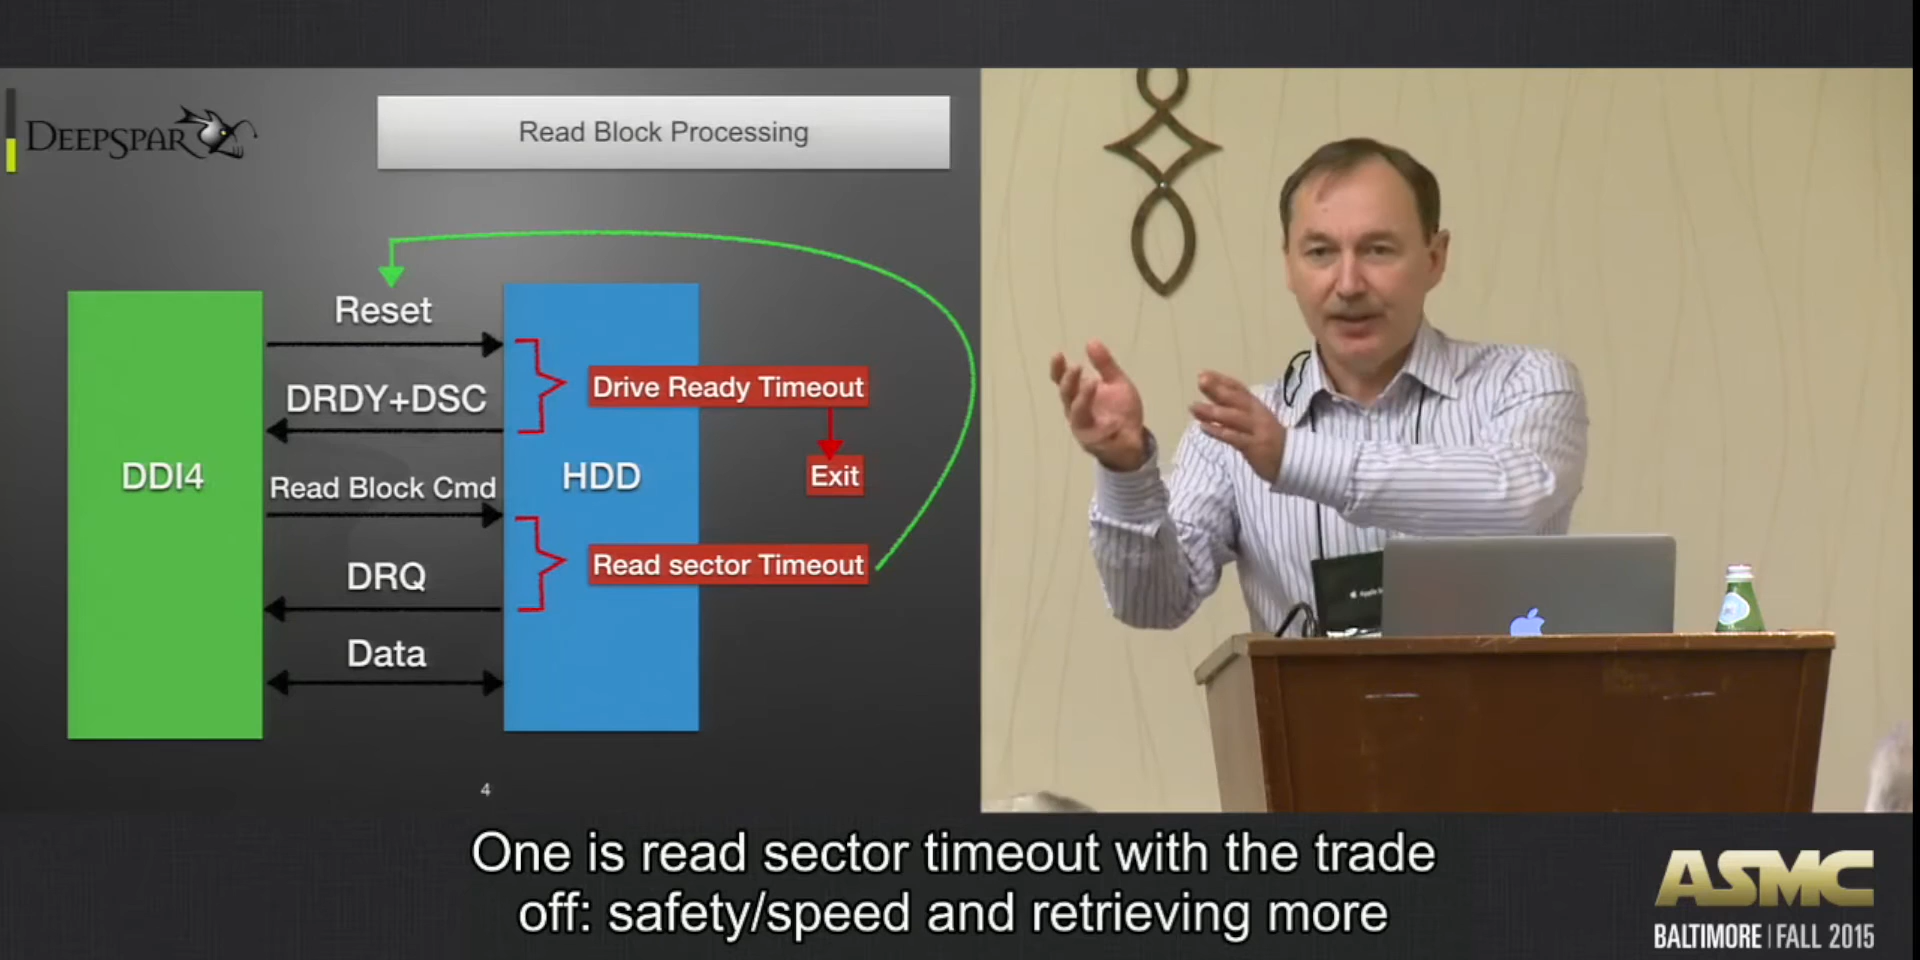 DEEPSPAR
Read Block Processing
Reset
DRDY+DSC
Drive Ready Timeout
DDI4
Read Block Cmd
HDD
Exit
DRQ
Read sector Timeout
Data
4
One is read sector timeout with the trade
off: safety/speed and retrieving more
ASMC
BALTIMORE | FALL 2015